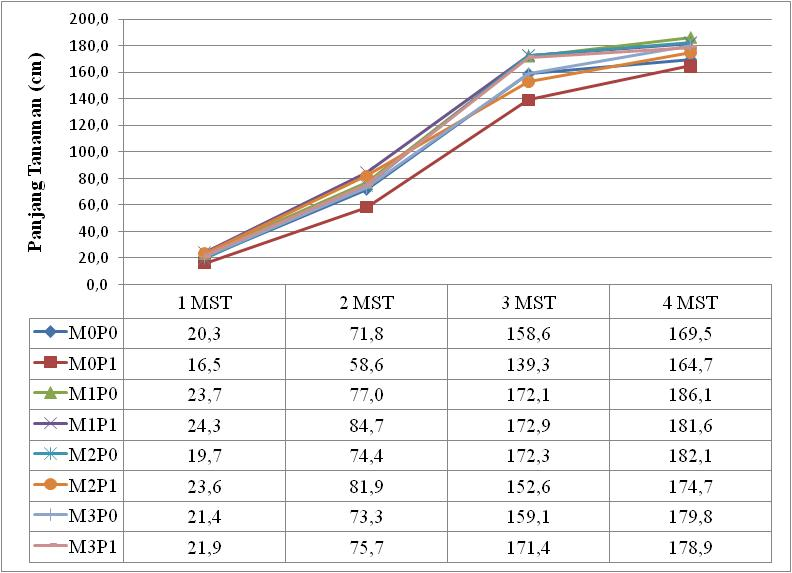 Panjang Tanaman (cm)
200,0
180,0
160,0
140,0
120,0
100,0
80,0
60,0
40,0
20,0
0,0
1 MST 2 MST 3 MST 4 MST
M0P0 20,3 71,8 158,6 169,5
M0P1 16,5 58,6 139,3 164,7
M1P0 23,7 77,0 172,1 186,1
M1P1 24,3 84,7 172,9 181,6
M2P0 19,7 74,4 172,3 182,1
M2P1 23,6 81,9 152,6 174,7
M3P0 21,4 73,3 159,1 179,8
M3P1 21,9 75,7 171,4 178,9